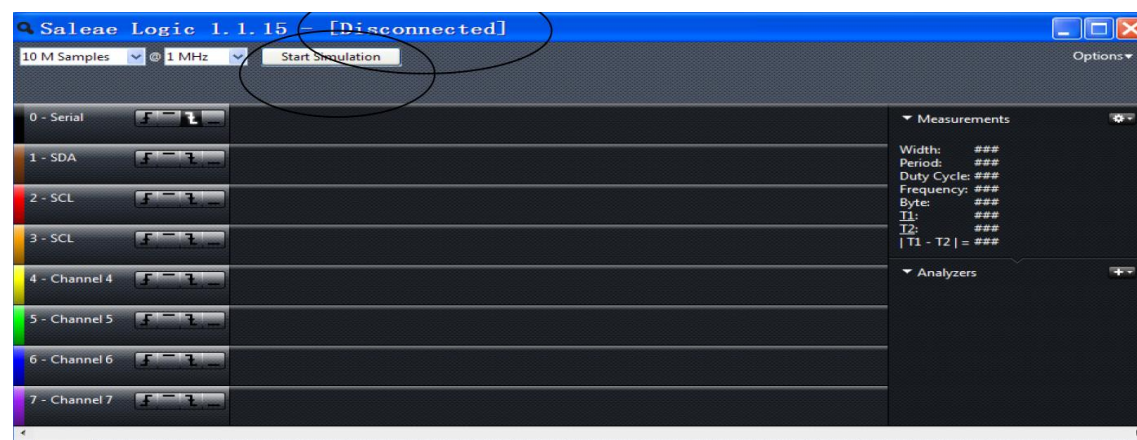 Saleae Logic 1.1.15 - [Disconnected]
10 M Samples @ 1 MHz Start Simulation Options
0 - Serial
1 - SDA
2 - SCL
3 - SCL
4 - Channel 4
5 - Channel 5
6 - Channel 6
7 - Channel 7
Measurements
Width: ###
Period: ###
Duty Cycle: ###
Frequency: ###
Byte: ###
T1: ###
T2: ###
| T1 - T2 | = ###
Analyzers